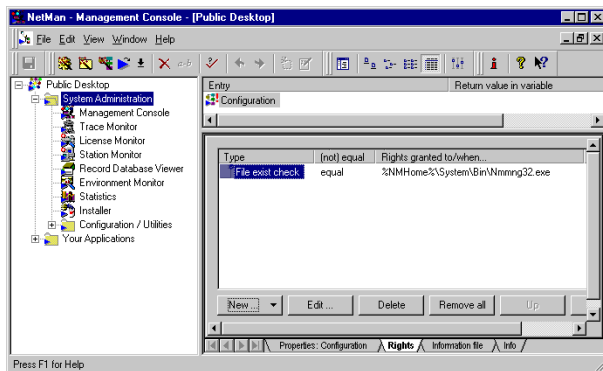 NetMan - Management Console - [Public Desktop]
File Edit View Window Help
a-b
Public Desktop
System Administration
Management Console
Trace Monitor
License Monitor
Station Monitor
Record Database Viewer
Environment Monitor
Statistics
Installer
Configuration / Utilities
Your Applications
Entry Return value in variable
Configuration
Type (not) equal Rights granted to/when...
File exist check equal %NMHome%\System\Bin\Nmmng32.exe
New ... Edit ... Delete Remove all Up
Properties: Configuration Rights Information file Info
Press F1 for Help